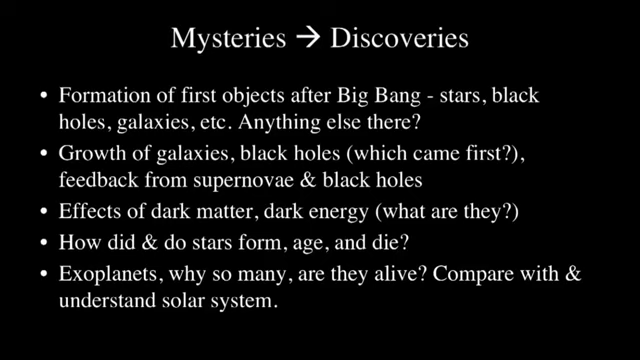 Mysteries → Discoveries
• Formation of first objects after Big Bang - stars, black
holes, galaxies, etc. Anything else there?
• Growth of galaxies, black holes (which came first?),
feedback from supernovae & black holes
• Effects of dark matter, dark energy (what are they?)
• How did & do stars form, age, and die?
• Exoplanets, why so many, are they alive? Compare with &
understand solar system.